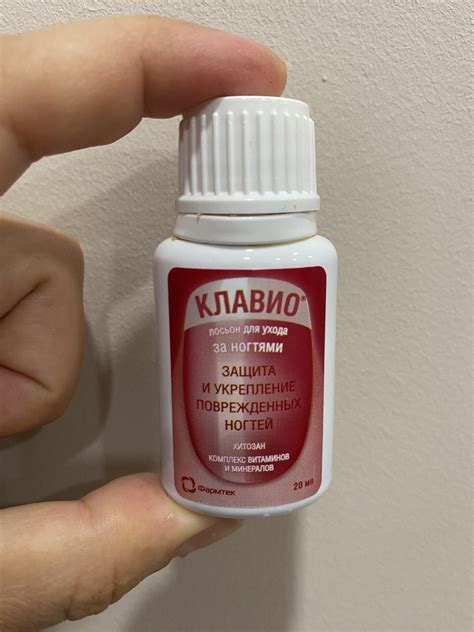 КЛАВИО®
лосьон для ухода
за ногтями
ЗАЩИТА
И УКРЕПЛЕНИЕ
ПОВРЕЖДЕННЫХ
НОГТЕЙ
ХИТОЗАН
КОМПЛЕКС ВИТАМИНОВ
И МИНЕРАЛОВ
Фармтек
20 мл